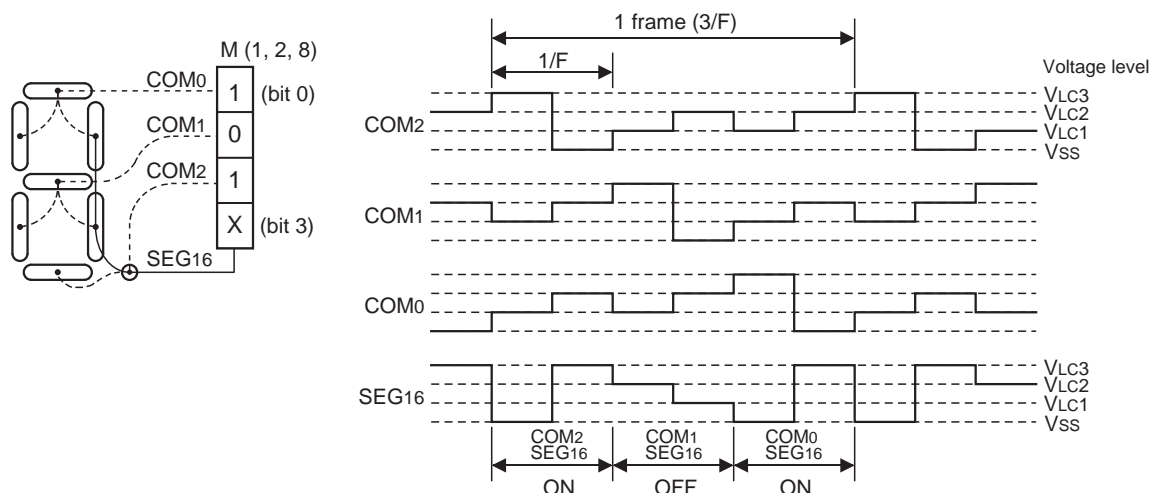 M (1, 2, 8)
COM0
1
(bit 0)
COM1
0
COM2
1
X
(bit 3)
SEG16
1 frame (3/F)
1/F
Voltage level
COM2
VLC3
VLC2
VLC1
VSS
COM1
COM0
SEG16
VLC3
VLC2
VLC1
VSS
COM2
SEG16
COM1
SEG16
COM0
SEG16
ON
OFF
ON